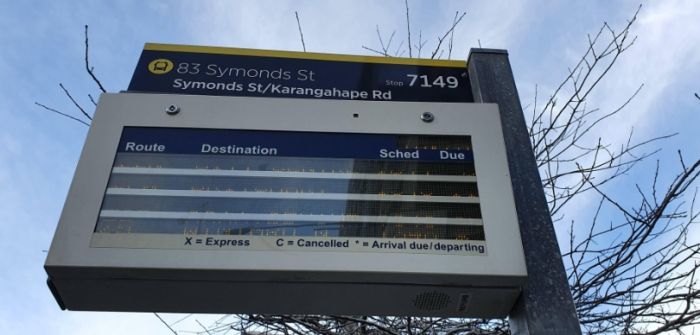 83 Symonds St
Symonds St/Karangahape Rd
Stop 7149
Route Destination Sched Due
X = Express C = Cancelled * = Arrival due/departing